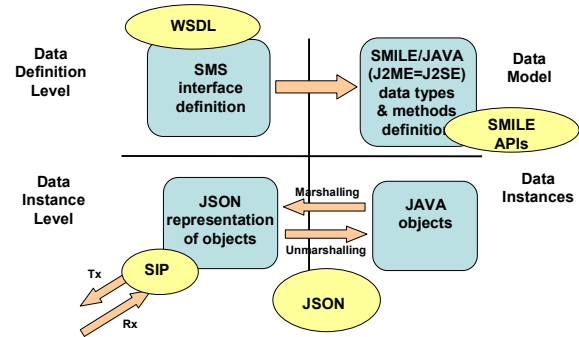 WSDL
Data
Definition
Level
SMS
interface
definition
SMILE/JAVA
(J2ME=J2SE)
data types
& methods
definition
Data
Model
SMILE
APIs
Data
Instance
Level
JSON
representation
of objects
Marshalling
Unmarshalling
JAVA
objects
Data
Instances
SIP
Tx
Rx
JSON